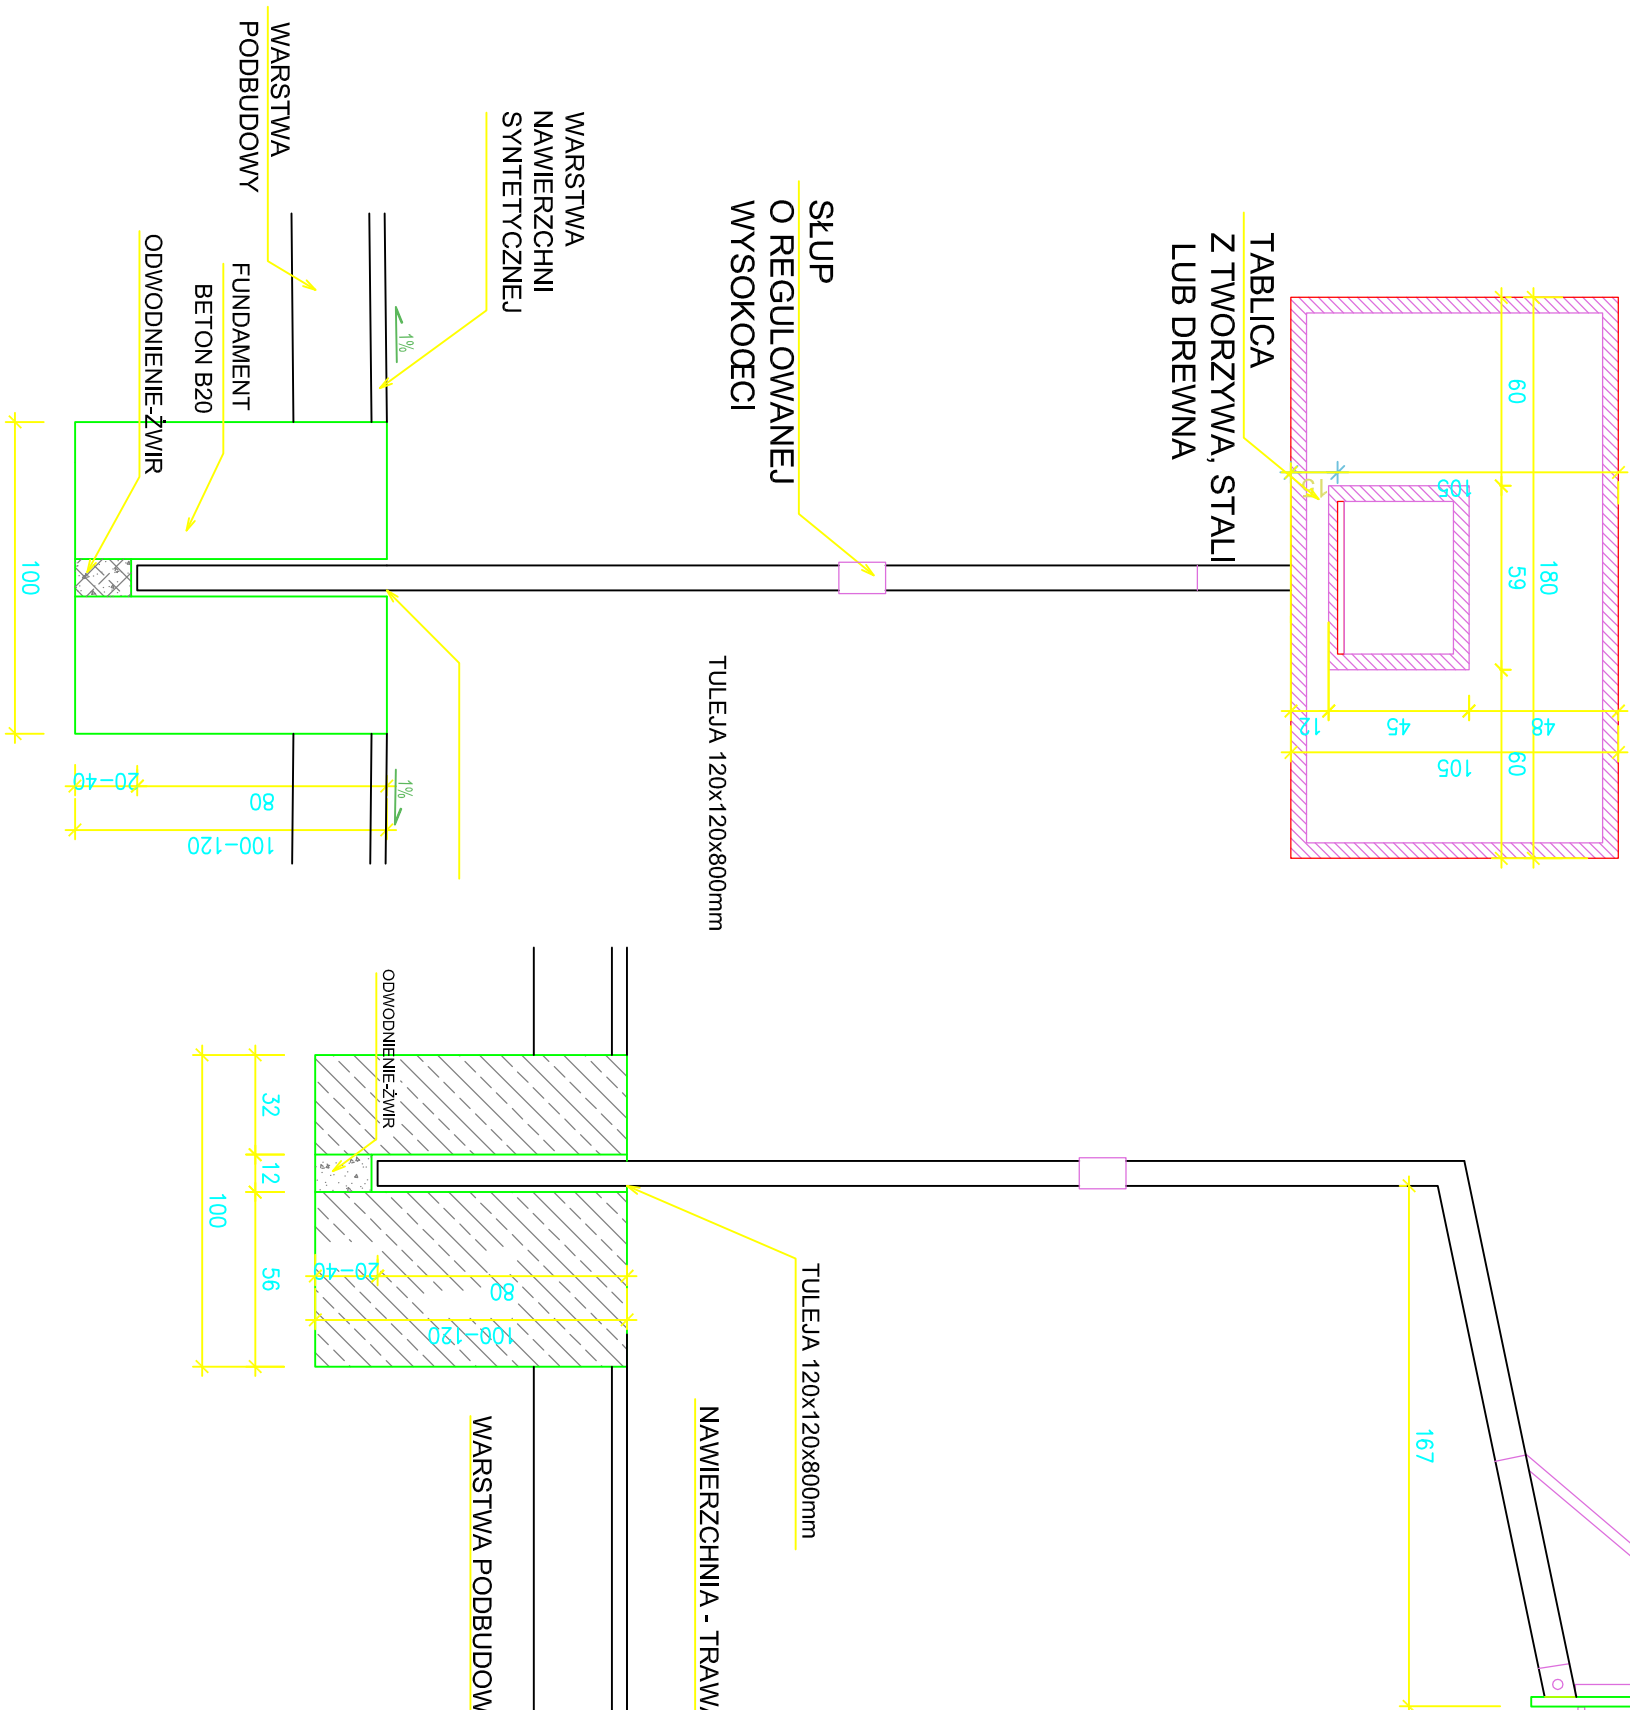 TABLICA
Z TWORZYWA, STALI
LUB DREWNA
60
59
60
180
105
15
48
45
12
105
SŁUP
O REGULOWANEJ
WYSOKOŒCI
TULEJA 120x120x800mm
WARSTWA
NAWIERZCHNI
SYNTETYCZNEJ
1%
1%
WARSTWA
PODBUDOWY
FUNDAMENT
BETON B20
ODWODNIENIE-ŻWIR
100
20-40
80
100-120
167
TULEJA 120x120x800mm
NAWIERZCHNIA - TRAWA
WARSTWA PODBUDOW
ODWODNIENIE-ŻWIR
20-40
80
100-120
32
12
56
100